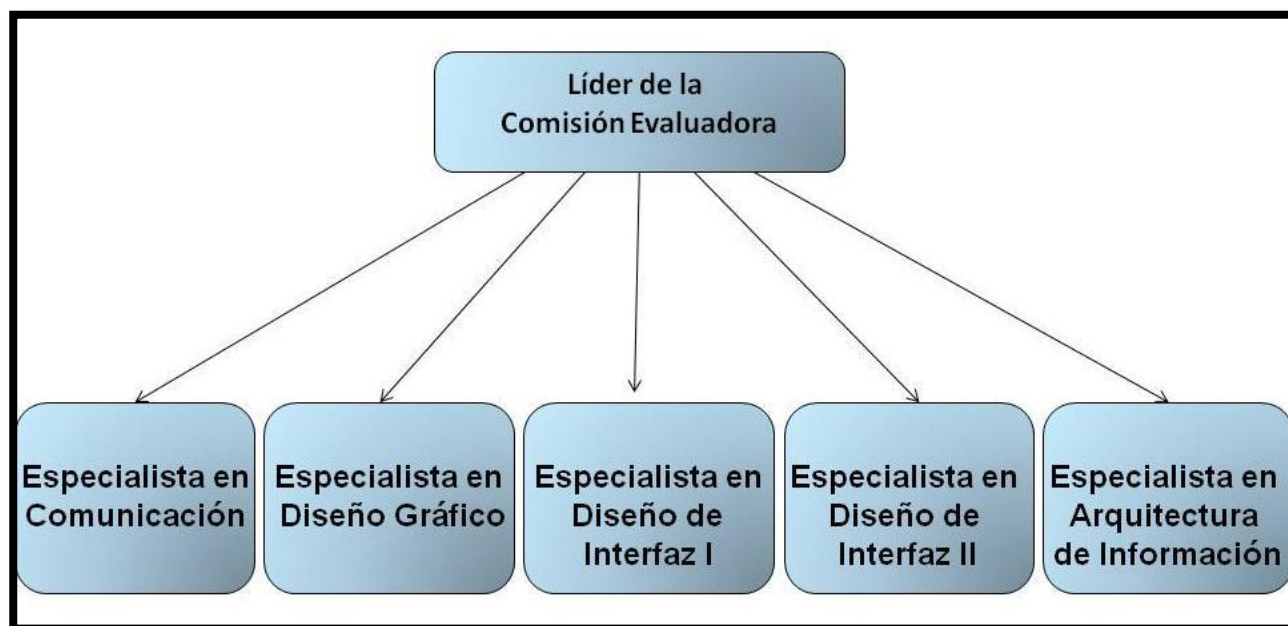 Líder de la
Comisión Evaluadora
Especialista en
Comunicación
Especialista en
Diseño Gráfico
Especialista en
Diseño de
Interfaz I
Especialista en
Diseño de
Interfaz II
Especialista en
Arquitectura
de Información